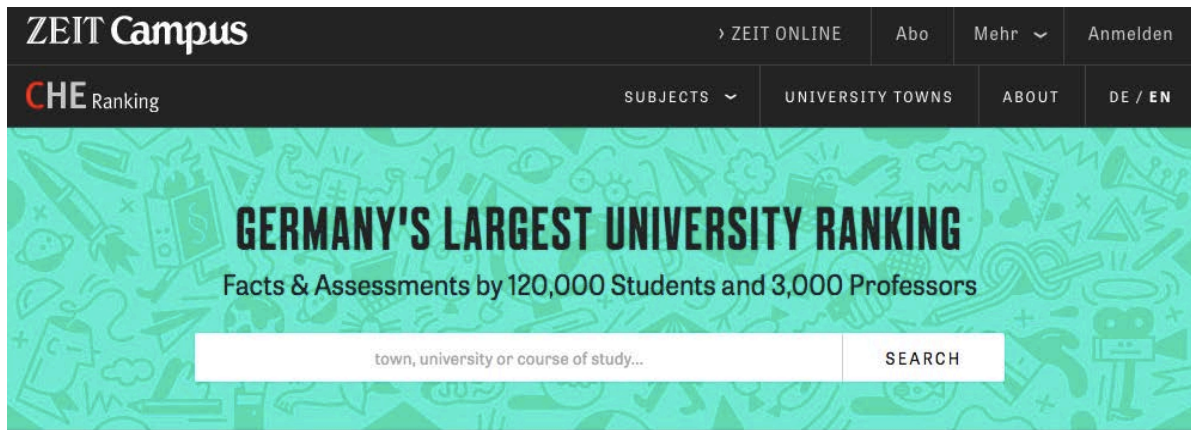 ZEIT Campus
› ZEIT ONLINE
Abo
Mehr
Anmelden
CHE Ranking
SUBJECTS
UNIVERSITY TOWNS
ABOUT
DE / EN
GERMANY'S LARGEST UNIVERSITY RANKING
Facts & Assessments by 120,000 Students and 3,000 Professors
town, university or course of study...
SEARCH